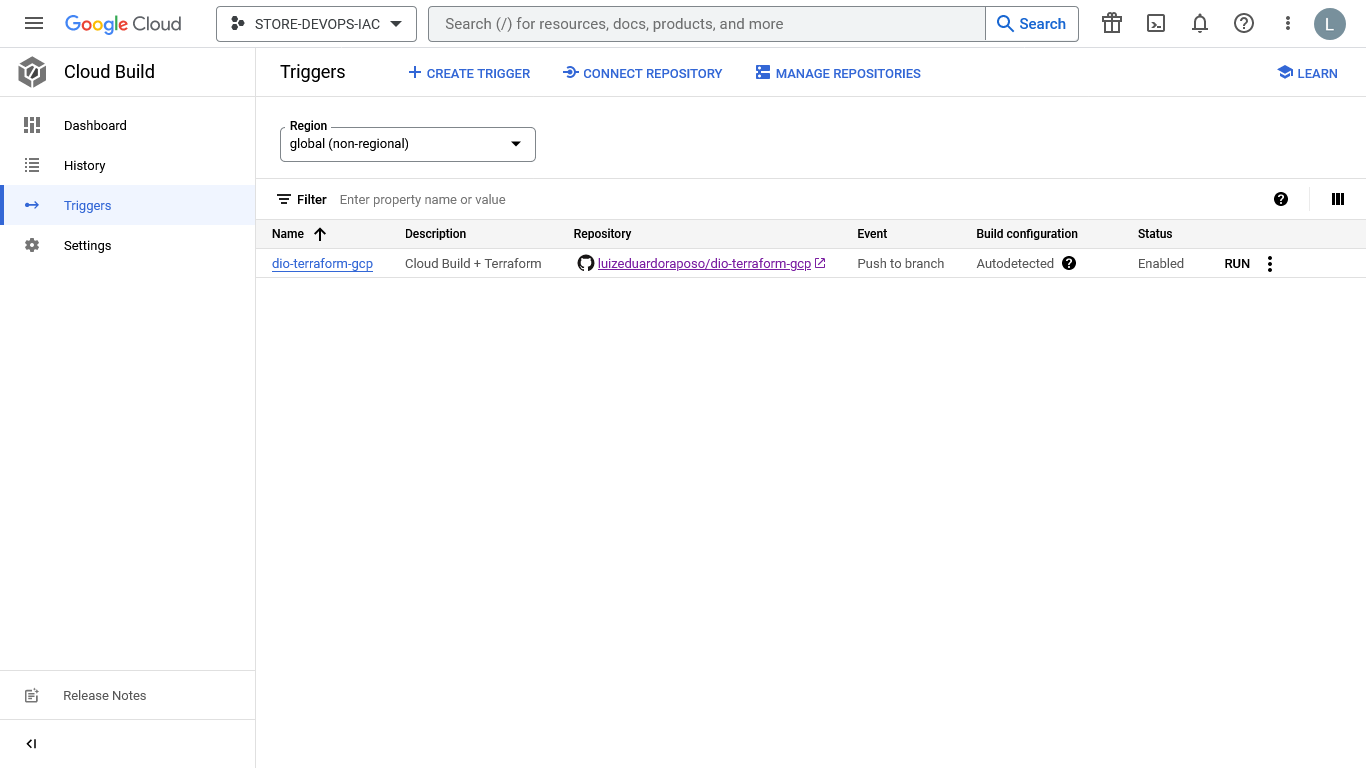 Google Cloud
STORE-DEVOPS-IAC
Search (/) for resources, docs, products, and more
Search
L
Cloud Build
Triggers
CREATE TRIGGER
CONNECT REPOSITORY
MANAGE REPOSITORIES
LEARN
Dashboard
History
Triggers
Settings
Region
global (non-regional)
Filter
Enter property name or value
Name Description Repository Event Build configuration Status
dio-terraform-gcp Cloud Build + Terraform luizeduardoraposo/dio-terraform-gcp Push to branch Autodetected Enabled RUN
Release Notes